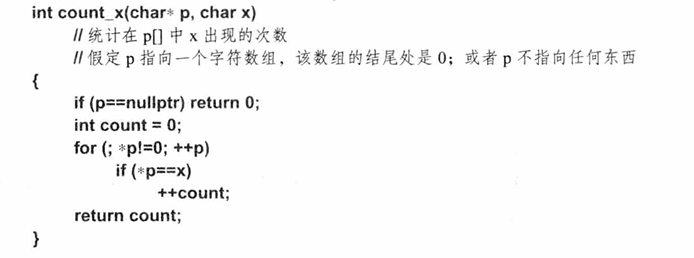 int count_x(char* p, char x)
// 统计在 p[] 中 x 出现的次数
// 假定 p 指向一个字符数组，该数组的结尾处是 0；或者 p 不指向任何东西
{
if (p==nullptr) return 0;
int count = 0;
for (; *p!=0; ++p)
if (*p==x)
++count;
return count;
}